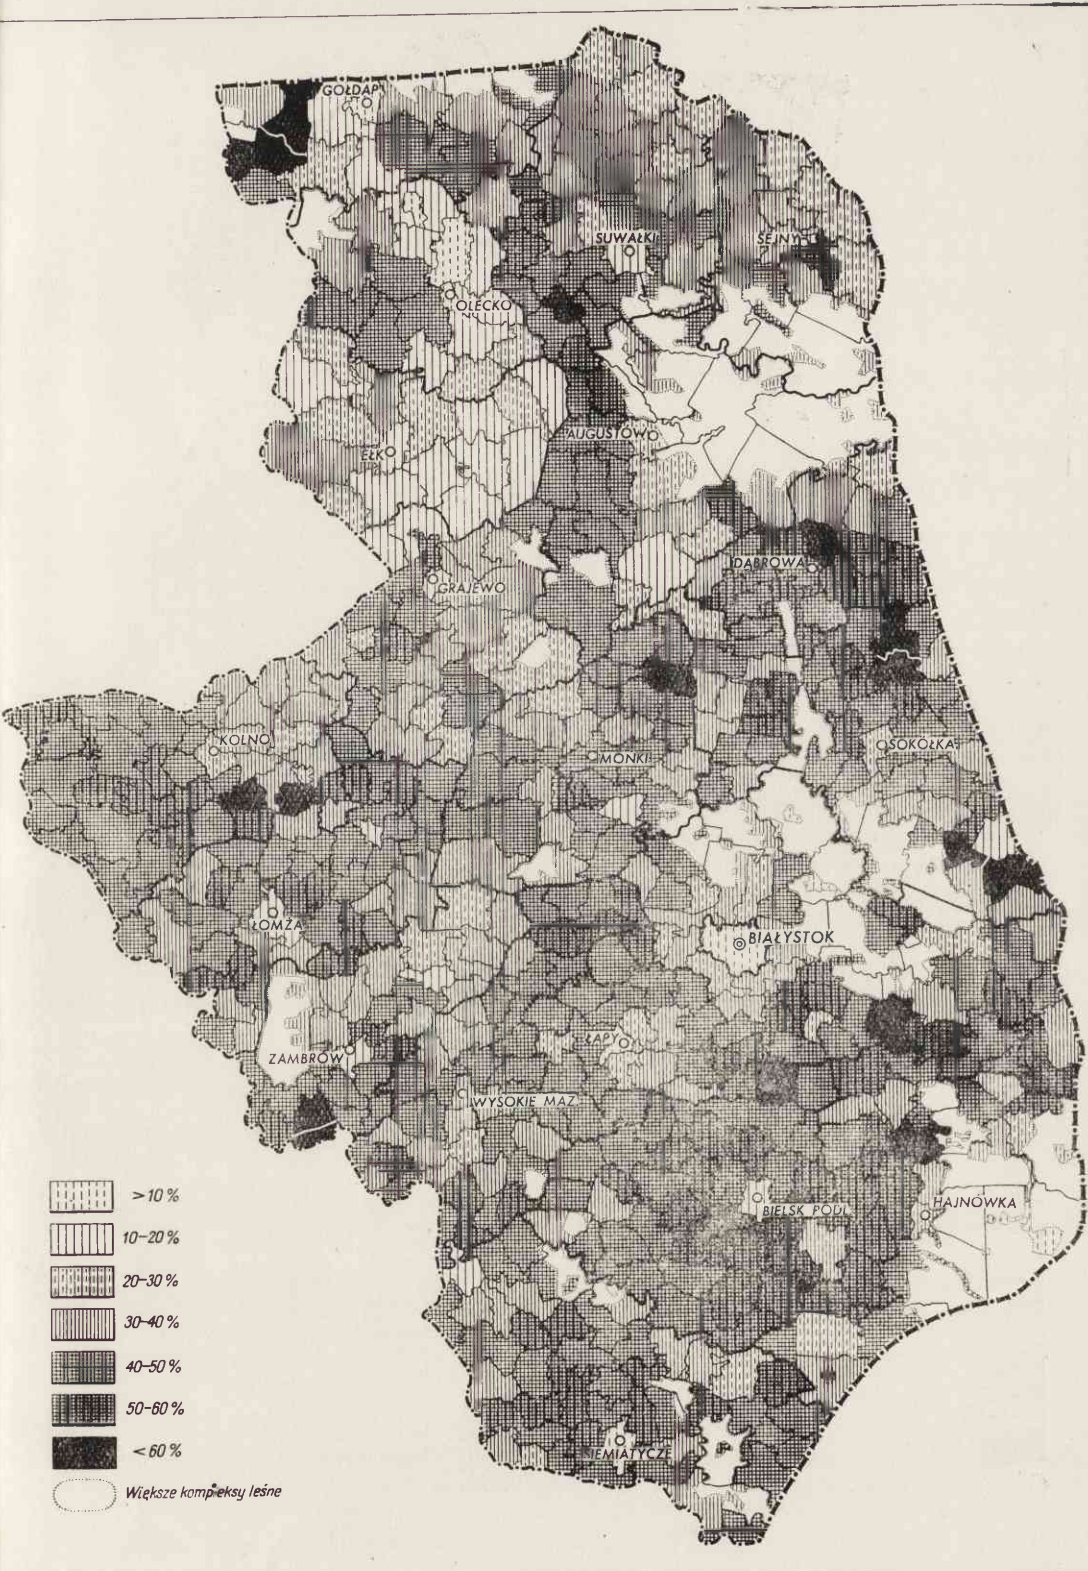 GOŁDAP
SUWAŁKI
SEJNY
OLECKO
AUGUSTÓW
EŁK
DĄBROWA
GRAJEWO
KOLNO
SOKÓŁKA
MOŃKI
ŁOMŻA
BIAŁYSTOK
ZAMBRÓW
ŁAPY
WYSOKIE MAZ.
BIELSK PODL.
HAJNÓWKA
SIEMIATYCZE
>10 %
10-20 %
20-30 %
30-40 %
40-50 %
50-60 %
<60 %
Większe kompleksy leśne